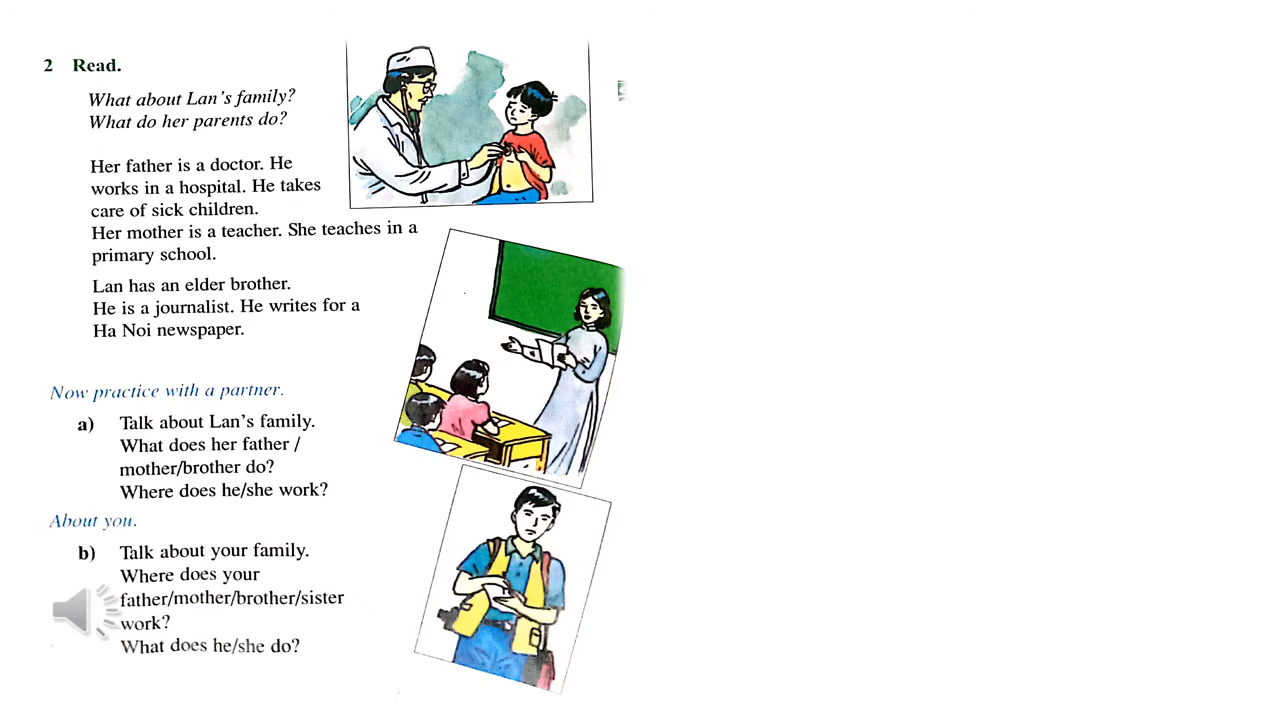 2 Read.
What about Lan's family?
What do her parents do?
Her father is a doctor. He
works in a hospital. He takes
care of sick children.
Her mother is a teacher. She teaches in a
primary school.
Lan has an elder brother.
He is a journalist. He writes for a
Ha Noi newspaper.
Now practice with a partner.
a) Talk about Lan's family.
What does her father /
mother/brother do?
Where does he/she work?
About you.
b) Talk about your family.
Where does your
father/mother/brother/sister
work?
What does he/she do?